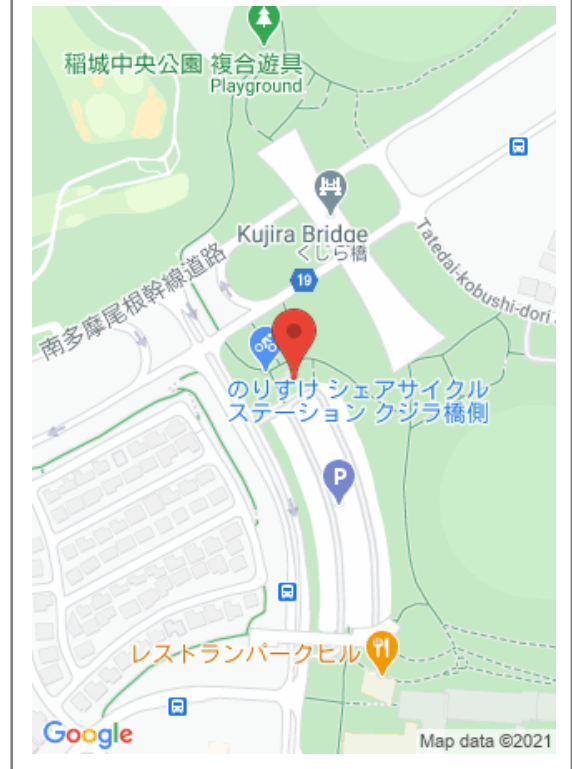 稲城中央公園 複合遊具
Playground
Kujira Bridge
くじら橋
Tatedai-kobushi-dori
南多摩尾根幹線道路
19
のりすけ シェアサイクル
ステーション クジラ橋側
P
レストランパークヒル
Google
Map data ©2021